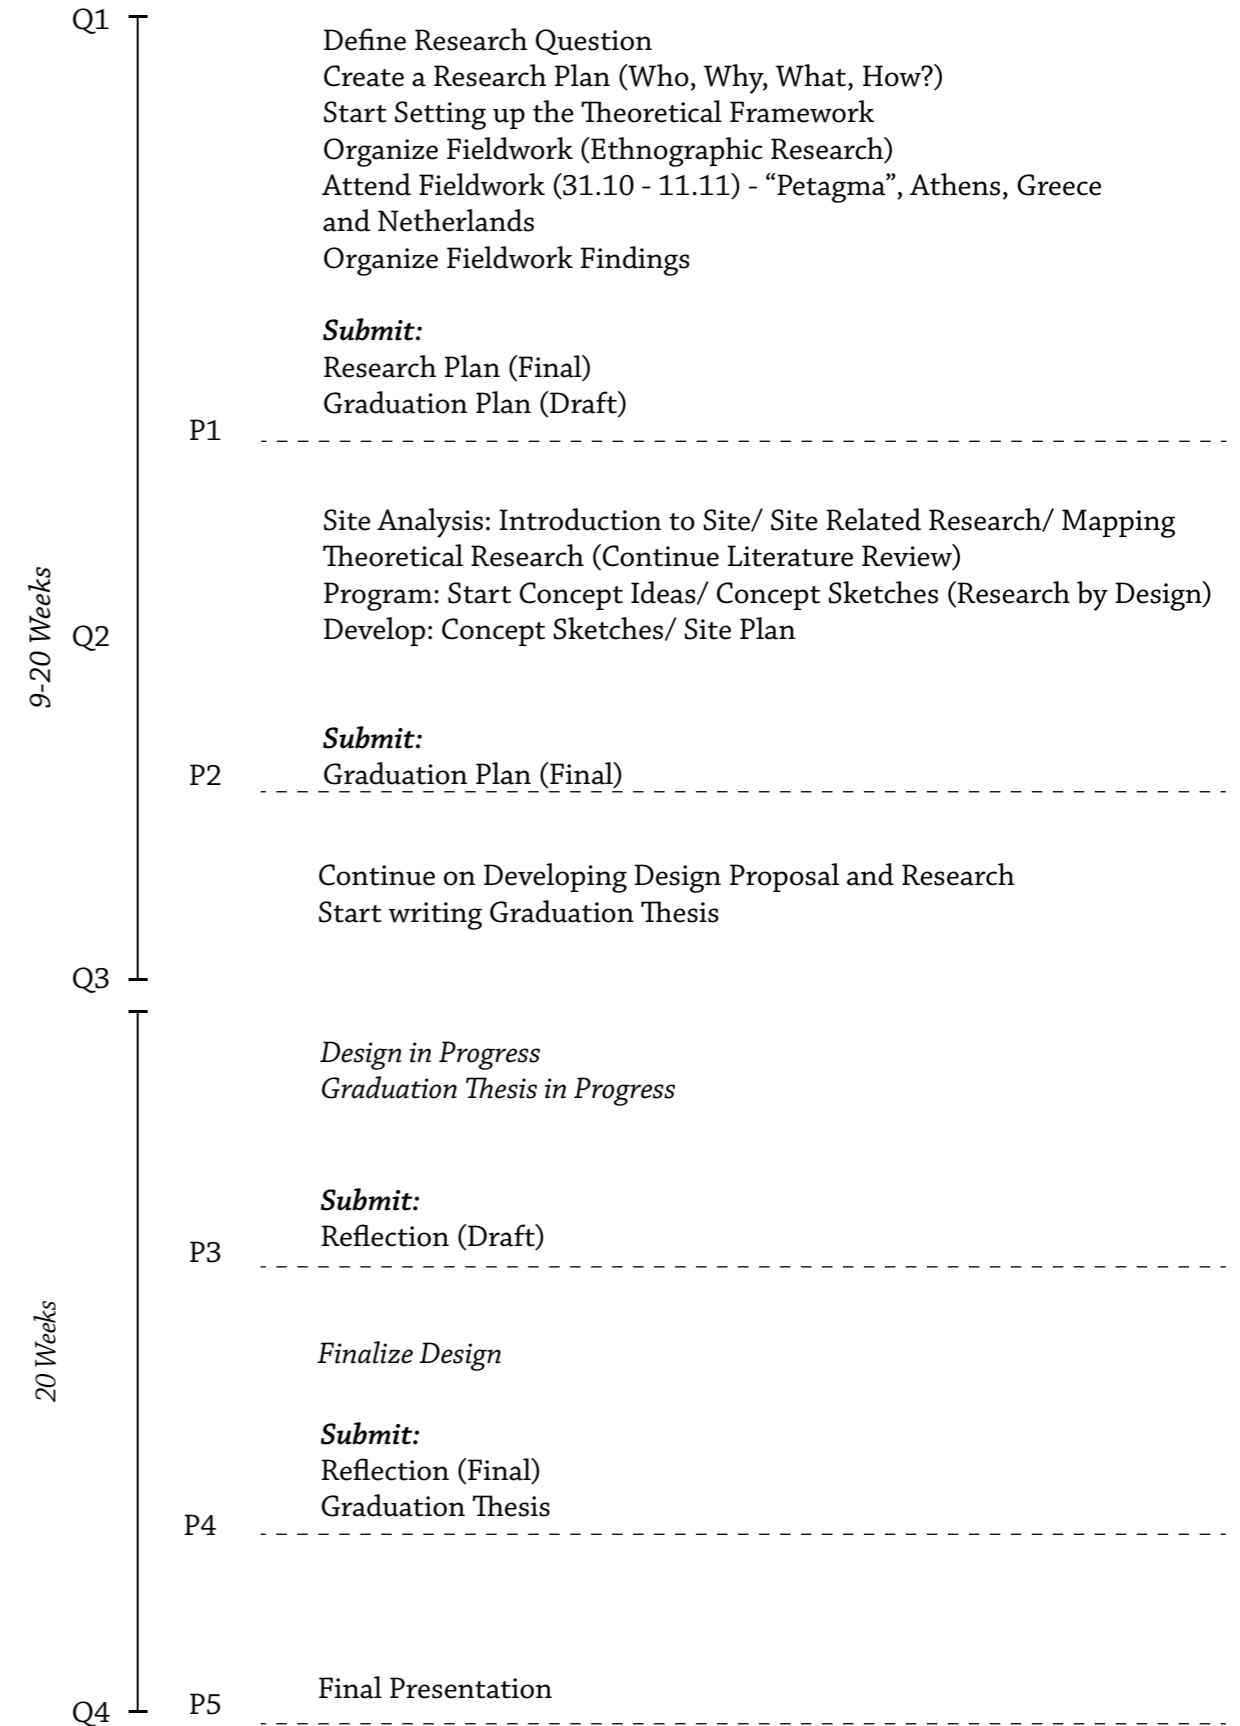 Q1
Define Research Question
Create a Research Plan (Who, Why, What, How?)
Start Setting up the Theoretical Framework
Organize Fieldwork (Ethnographic Research)
Attend Fieldwork (31.10 - 11.11) - “Petagma”, Athens, Greece
and Netherlands
Organize Fieldwork Findings
Submit:
Research Plan (Final)
Graduation Plan (Draft)
P1
Site Analysis: Introduction to Site/ Site Related Research/ Mapping
Theoretical Research (Continue Literature Review)
Program: Start Concept Ideas/ Concept Sketches (Research by Design)
Develop: Concept Sketches/ Site Plan
9-20 Weeks
Q2
Submit:
Graduation Plan (Final)
P2
Continue on Developing Design Proposal and Research
Start writing Graduation Thesis
Q3
Design in Progress
Graduation Thesis in Progress
Submit:
Reflection (Draft)
P3
20 Weeks
Finalize Design
Submit:
Reflection (Final)
Graduation Thesis
P4
Final Presentation
P5
Q4